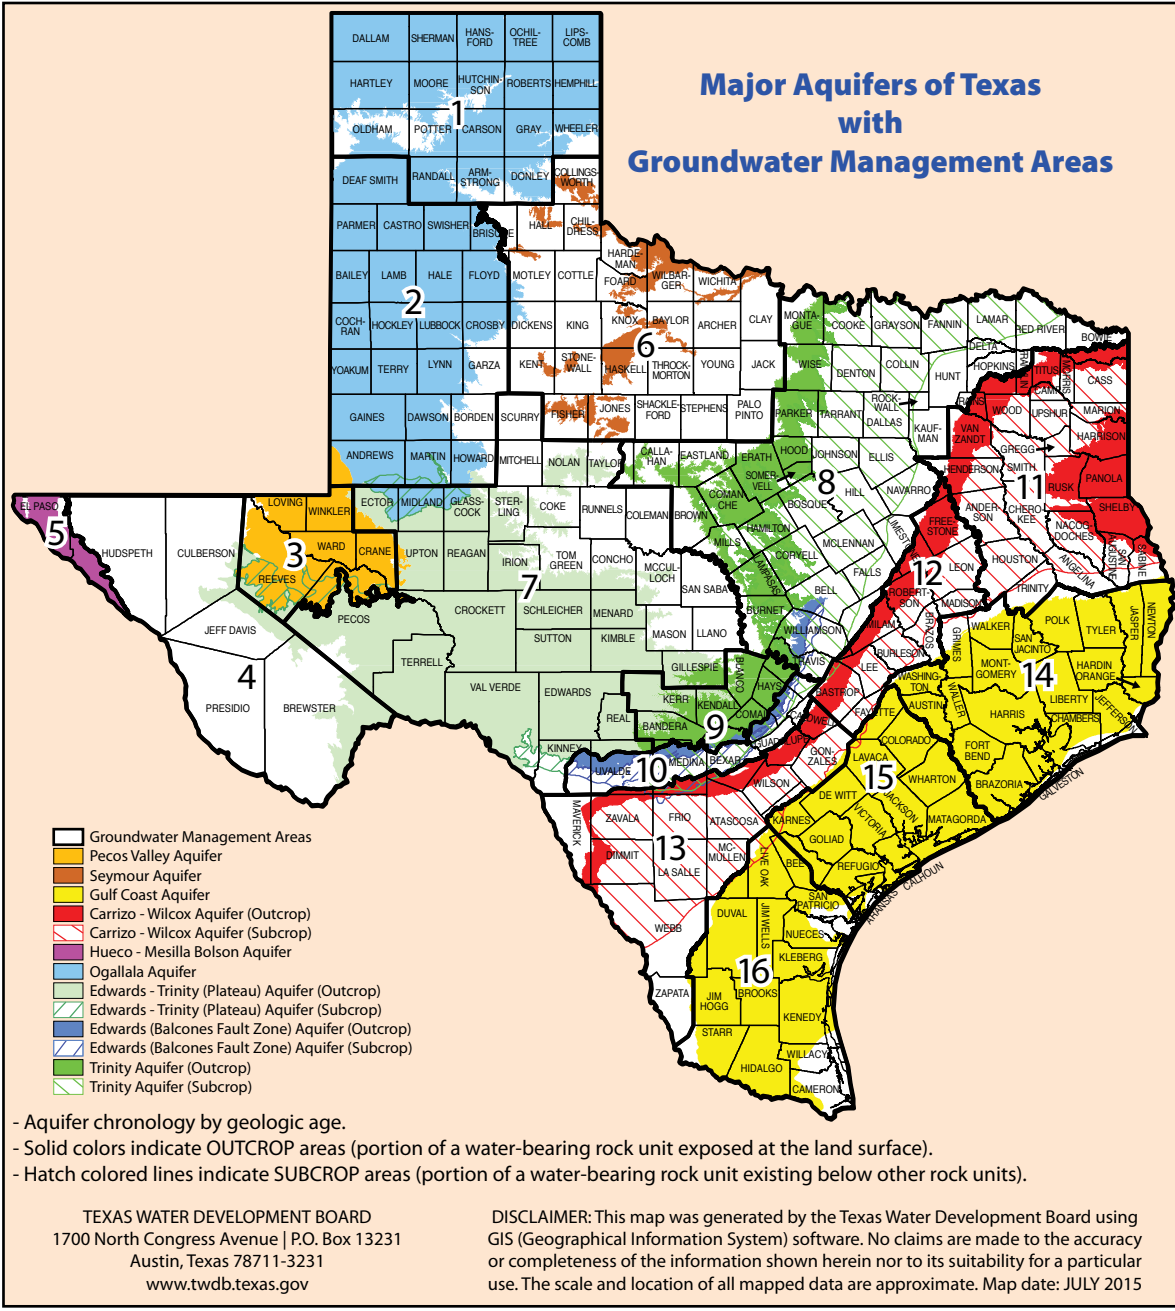 Major Aquifers of Texas
with
Groundwater Management Areas
DALLAM
SHERMAN
HANS-
FORD
OCHIL-
TREE
LIPS-
COMB
HARTLEY
MOORE
HUTCHIN-
SON
ROBERTS
HEMPHILL
1
OLDHAM
POTTER
CARSON
GRAY
WHEELER
DEAF SMITH
RANDALL
ARM-
STRONG
DONLEY
COLLINGS-
WORTH
PARMER
CASTRO
SWISHER
BRISCOE
HALL
CHIL-
DRESS
HARDE-
MAN
BAILEY
LAMB
HALE
FLOYD
MOTLEY
COTTLE
FOARD
WILBAR-
GER
WICHITA
2
COCH-
RAN
HOCKLEY
LUBBOCK
CROSBY
DICKENS
KING
KNOX
BAYLOR
ARCHER
CLAY
MONTA-
GUE
COOKE
GRAYSON
FANNIN
LAMAR
RED RIVER
BOWIE
DELTA
6
YOAKUM
TERRY
LYNN
GARZA
KENT
STONE-
WALL
HASKELL
THROCK-
MORTON
YOUNG
JACK
WISE
DENTON
COLLIN
HUNT
HOPKINS
FRANKLIN
TITUS
CAMP
MORRIS
CASS
GAINES
DAWSON
BORDEN
SCURRY
FISHER
JONES
SHACKLE-
FORD
STEPHENS
PALO
PINTO
PARKER
TARRANT
ROCK-
WALL
DALLAS
KAUF-
MAN
RAINS
WOOD
UPSHUR
MARION
VAN
ZANDT
GREGG
HARRISON
ANDREWS
MARTIN
HOWARD
MITCHELL
NOLAN
TAYLOR
CALLA-
HAN
EASTLAND
ERATH
HOOD
SOMER-
VELL
JOHNSON
ELLIS
HENDERSON
SMITH
RUSK
PANOLA
8
11
NAVARRO
EL PASO
5
HUDSPETH
CULBERSON
LOVING
WINKLER
ECTOR
MIDLAND
GLASS-
COCK
STER-
LING
COKE
RUNNELS
COLEMAN
BROWN
COMAN-
CHE
BOSQUE
HILL
FREE-
STONE
ANDER-
SON
CHERO-
KEE
NACOG-
DOCHES
SHELBY
SAN
AUGUSTINE
SABINE
3
WARD
CRANE
REEVES
UPTON
REAGAN
IRION
TOM
GREEN
CONCHO
MCCUL-
LOCH
SAN SABA
MILLS
HAMILTON
CORYELL
MCLENNAN
LIMESTONE
LEON
HOUSTON
ANGELINA
TRINITY
12
7
LAMPASAS
FALLS
BELL
ROBERT-
SON
MADISON
PECOS
CROCKETT
SCHLEICHER
MENARD
MASON
LLANO
BURNET
WILLIAMSON
MILAM
BRAZOS
GRIMES
WALKER
SAN
JACINTO
POLK
TYLER
JASPER
NEWTON
JEFF DAVIS
SUTTON
KIMBLE
BURLESON
4
TERRELL
GILLESPIE
BLANCO
TRAVIS
LEE
WASHING-
TON
MONT-
GOMERY
14
HARDIN
ORANGE
LIBERTY
JEFFERSON
PRESIDIO
BREWSTER
VAL VERDE
EDWARDS
REAL
KERR
KENDALL
HAYS
BASTROP
FAYETTE
AUSTIN
WALLER
HARRIS
CHAMBERS
BANDERA
9
COMAL
CALDWELL
COLORADO
FORT
BEND
KINNEY
UVALDE
10
MEDINA
BEXAR
GUADALUPE
GON-
ZALES
LAVACA
15
WHARTON
BRAZORIA
GALVESTON
MAVERICK
ZAVALA
FRIO
ATASCOSA
WILSON
KARNES
DE WITT
VICTORIA
JACKSON
MATAGORDA
DIMMIT
13
LA SALLE
MC-
MULLEN
LIVE OAK
BEE
GOLIAD
REFUGIO
CALHOUN
ARANSAS
WEBB
DUVAL
JIM WELLS
SAN
PATRICIO
NUECES
16
KLEBERG
ZAPATA
JIM
HOGG
BROOKS
KENEDY
STARR
HIDALGO
WILLACY
CAMERON
Groundwater Management Areas
Pecos Valley Aquifer
Seymour Aquifer
Gulf Coast Aquifer
Carrizo - Wilcox Aquifer (Outcrop)
Carrizo - Wilcox Aquifer (Subcrop)
Hueco - Mesilla Bolson Aquifer
Ogallala Aquifer
Edwards - Trinity (Plateau) Aquifer (Outcrop)
Edwards - Trinity (Plateau) Aquifer (Subcrop)
Edwards (Balcones Fault Zone) Aquifer (Outcrop)
Edwards (Balcones Fault Zone) Aquifer (Subcrop)
Trinity Aquifer (Outcrop)
Trinity Aquifer (Subcrop)
- Aquifer chronology by geologic age.
- Solid colors indicate OUTCROP areas (portion of a water-bearing rock unit exposed at the land surface).
- Hatch colored lines indicate SUBCROP areas (portion of a water-bearing rock unit existing below other rock units).
TEXAS WATER DEVELOPMENT BOARD
1700 North Congress Avenue | P.O. Box 13231
Austin, Texas 78711-3231
www.twdb.texas.gov
DISCLAIMER: This map was generated by the Texas Water Development Board using
GIS (Geographical Information System) software. No claims are made to the accuracy
or completeness of the information shown herein nor to its suitability for a particular
use. The scale and location of all mapped data are approximate. Map date: JULY 2015